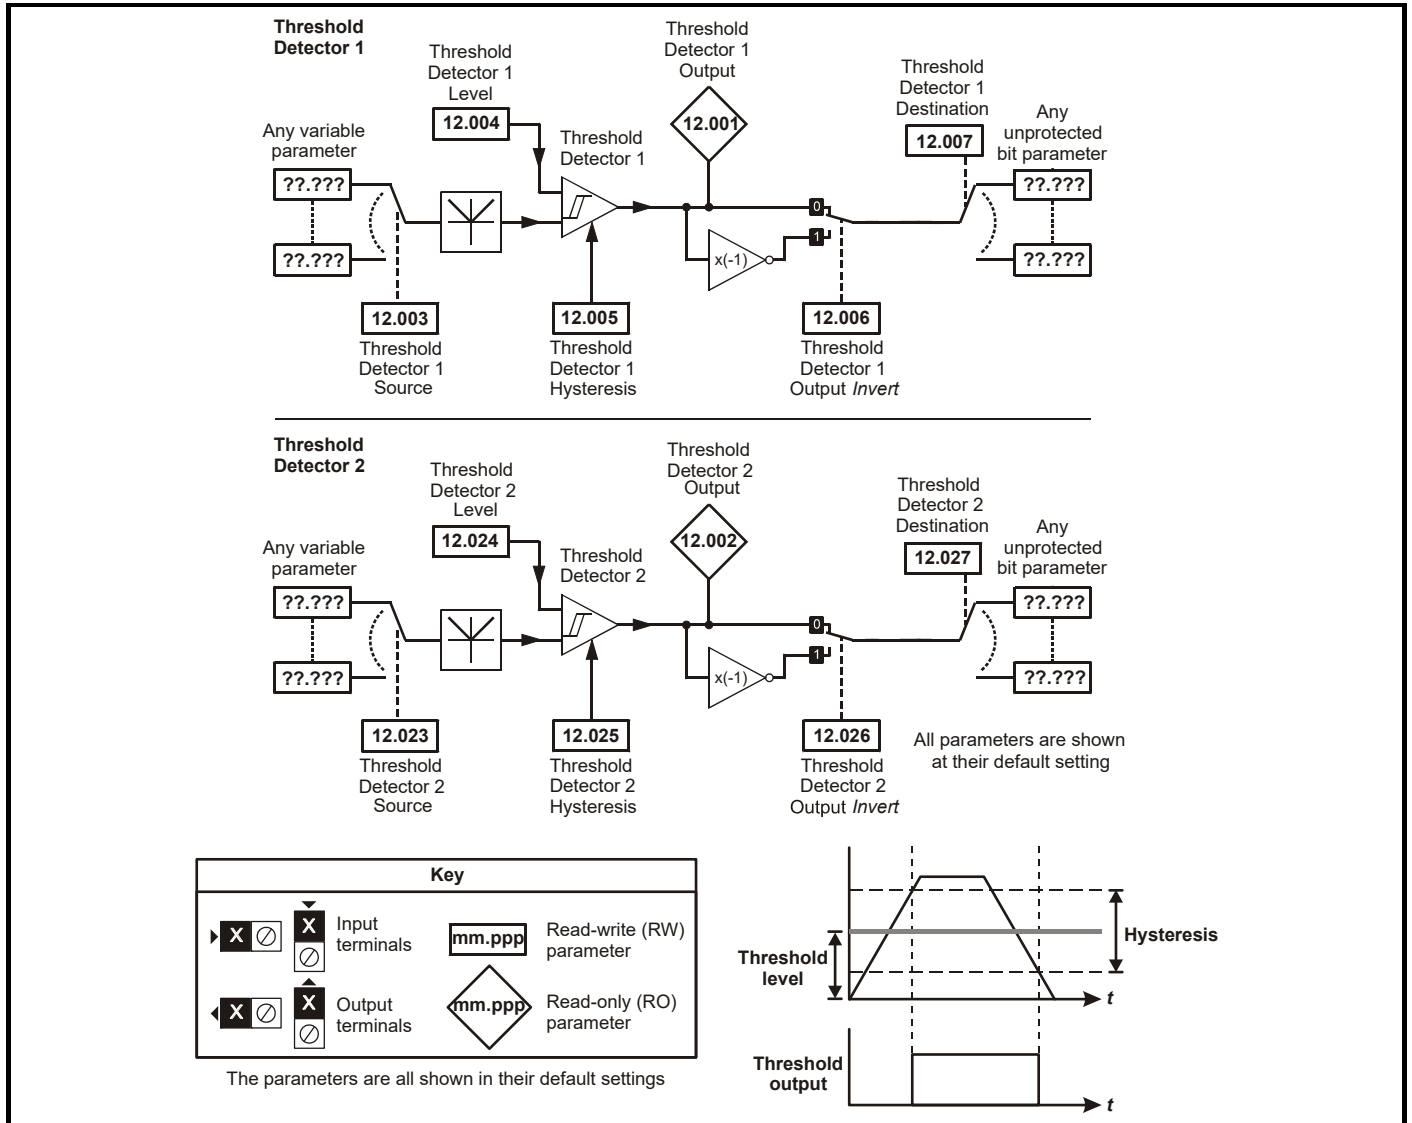 Threshold
Detector 1
Threshold
Detector 1
Level
12.004
Threshold
Detector 1
Output
12.001
Threshold
Detector 1
Destination
12.007
Any variable
parameter
??.???
??.???
Threshold
Detector 1
Any
unprotected
bit parameter
??.???
??.???
0
1
x(-1)
12.003
Threshold
Detector 1
Source
12.005
Threshold
Detector 1
Hysteresis
12.006
Threshold
Detector 1
Output Invert
Threshold
Detector 2
Threshold
Detector 2
Level
12.024
Threshold
Detector 2
Output
12.002
Threshold
Detector 2
Destination
12.027
Any variable
parameter
??.???
??.???
Threshold
Detector 2
Any
unprotected
bit parameter
??.???
??.???
0
1
x(-1)
12.023
Threshold
Detector 2
Source
12.025
Threshold
Detector 2
Hysteresis
12.026
Threshold
Detector 2
Output Invert
All parameters are shown
at their default setting
Key
X
X
Input
terminals
mm.ppp
Read-write (RW)
parameter
X
X
Output
terminals
mm.ppp
Read-only (RO)
parameter
The parameters are all shown in their default settings
Threshold
level
Hysteresis
t
Threshold
output
t